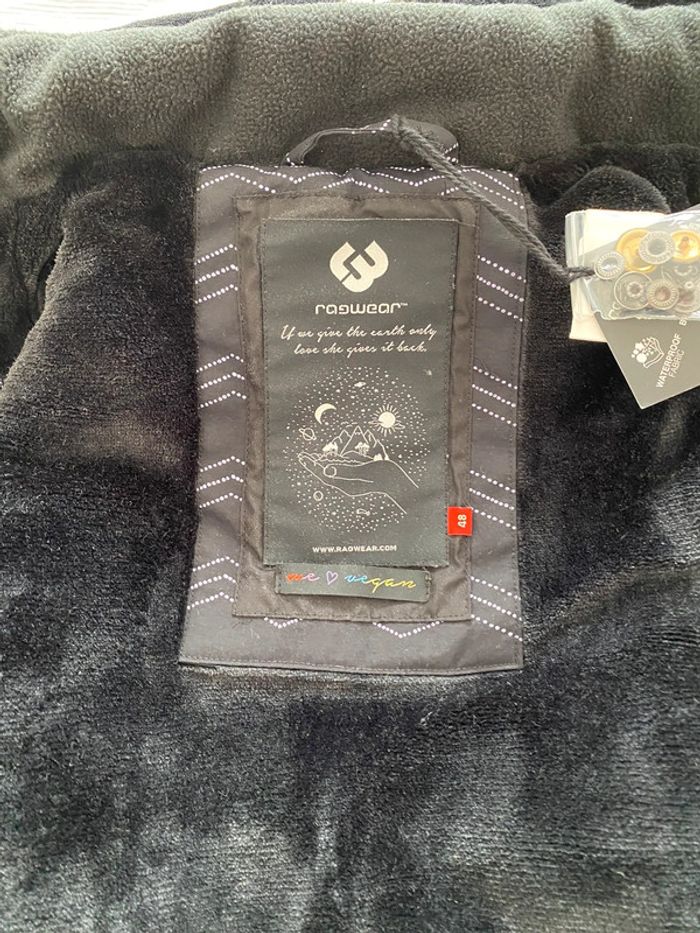 ragwear™
If we give the earth only
love she gives it back.
48
WWW.RAGWEAR.COM
we ♡ vegan
WATERPROOF
FABRIC